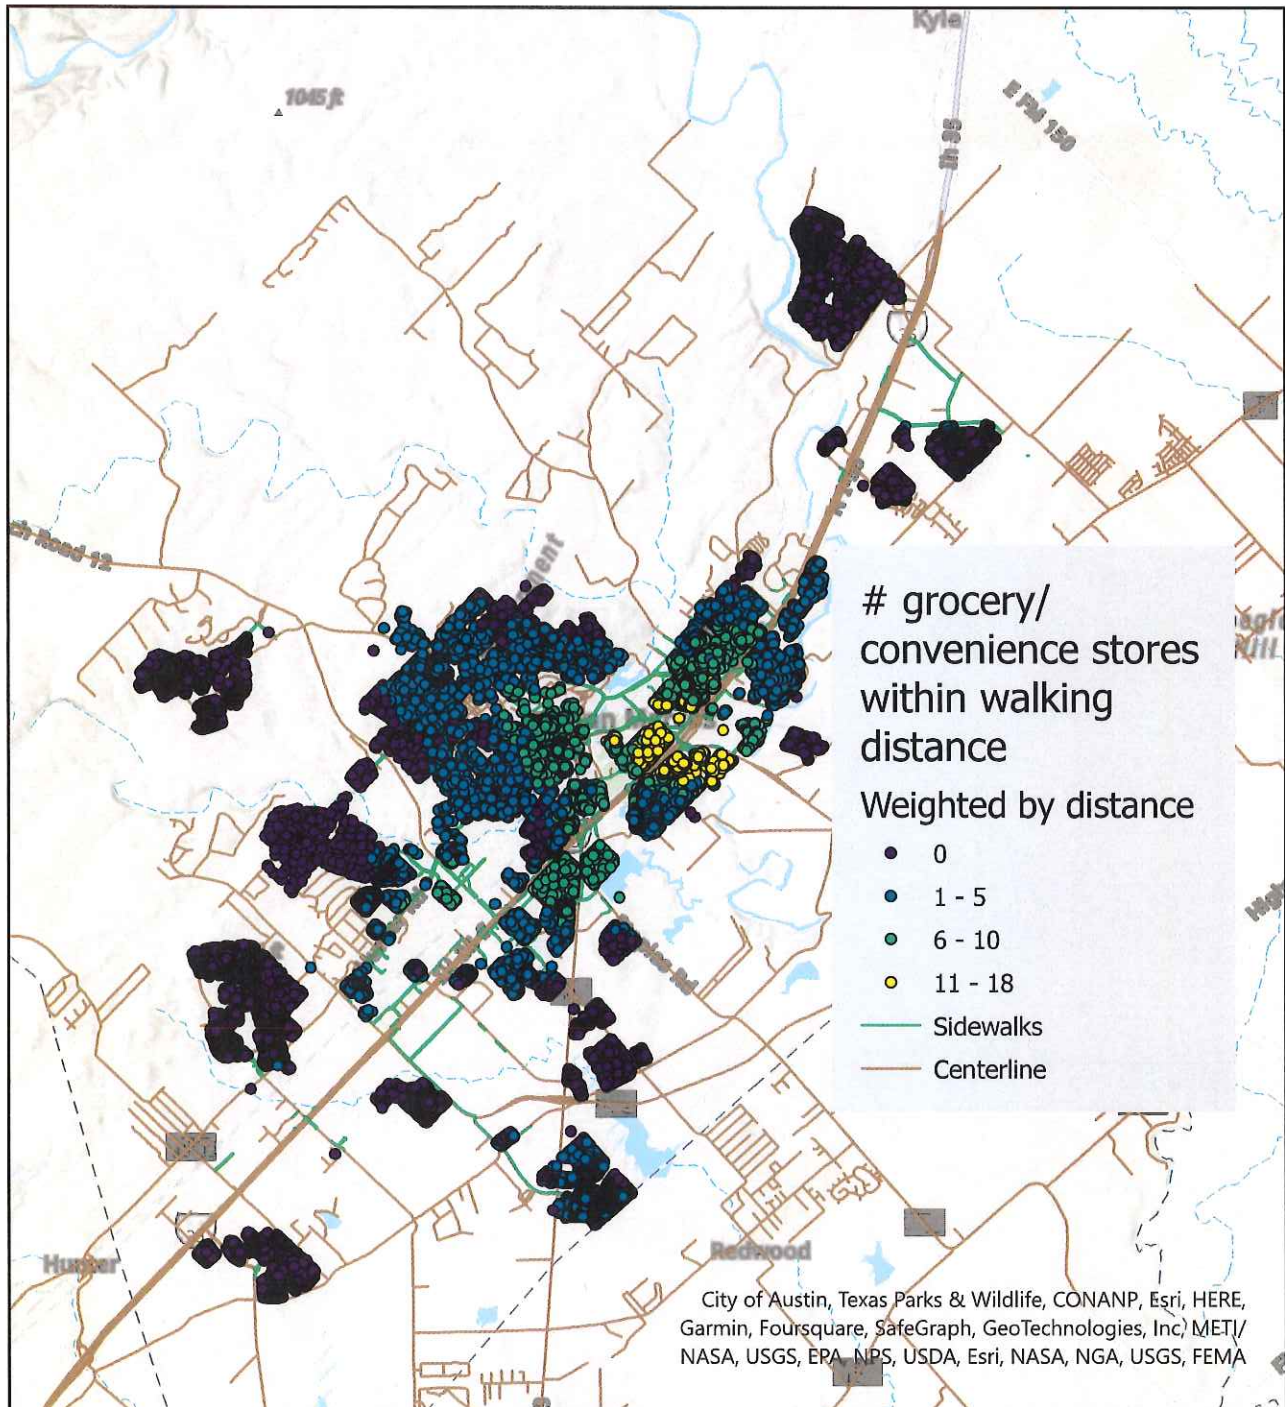 Kyle
1045 ft
E FM 150
Ih 35
ch Road 12
# grocery/
convenience stores
within walking
distance
Weighted by distance
0
1 - 5
6 - 10
11 - 18
Sidewalks
Centerline
Hunter
Redwood
City of Austin, Texas Parks & Wildlife, CONANP, Esri, HERE,
Garmin, Foursquare, SafeGraph, GeoTechnologies, Inc, METI/
NASA, USGS, EPA, NPS, USDA, Esri, NASA, NGA, USGS, FEMA